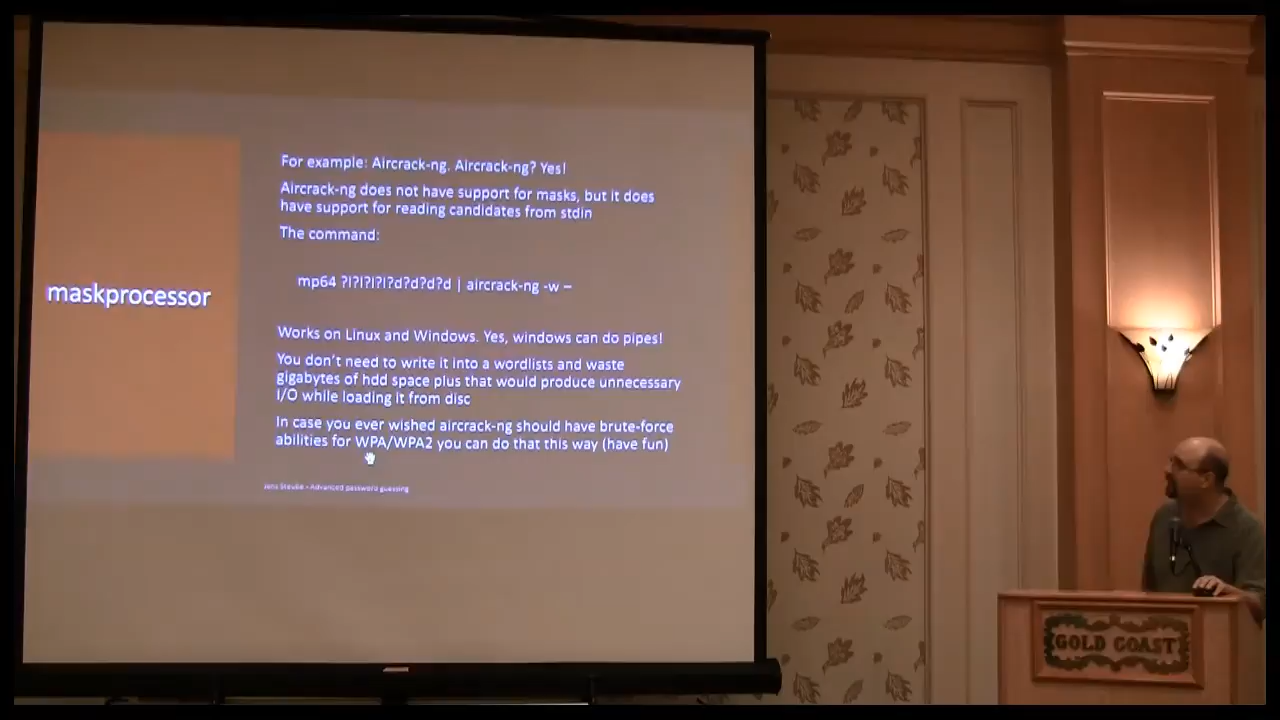 maskprocessor
For example: Aircrack-ng. Aircrack-ng? Yes!
Aircrack-ng does not have support for masks, but it does
have support for reading candidates from stdin
The command:
mp64 ?l?l?l?l?d?d?d?d | aircrack-ng -w –
Works on Linux and Windows. Yes, windows can do pipes!
You don't need to write it into a wordlists and waste
gigabytes of hdd space plus that would produce unnecessary
I/O while loading it from disc
In case you ever wished aircrack-ng should have brute-force
abilities for WPA/WPA2 you can do that this way (have fun)
Jens Steube - Advanced password guessing
GOLD COAST